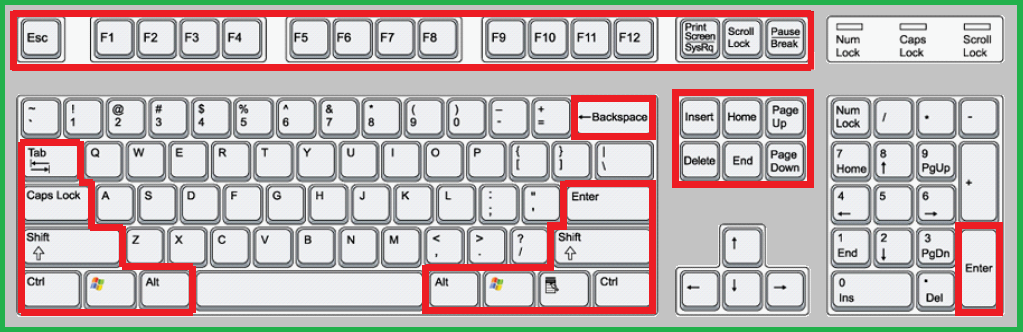 Esc F1 F2 F3 F4 F5 F6 F7 F8 F9 F10 F11 F12 Print Screen SysRq Scroll Lock Pause Break Num Lock Caps Lock Scroll Lock
~ ` ! 1 @ 2 # 3 $ 4 % 5 ^ 6 & 7 * 8 ( 9 ) 0 - - + = ←Backspace Insert Home Page Up Num Lock / • -
Tab Q W E R T Y U I O P { [ } ] | \ Delete End Page Down 7 Home 8 ↑ 9 PgUp +
Caps Lock A S D F G H J K L : ; " ' Enter 4 ← 5 6 →
Shift Z X C V B N M < , > . ? / Shift ↑ 1 End 2 ↓ 3 PgDn Enter
Ctrl Alt Alt Ctrl ← ↓ → 0 Ins • Del